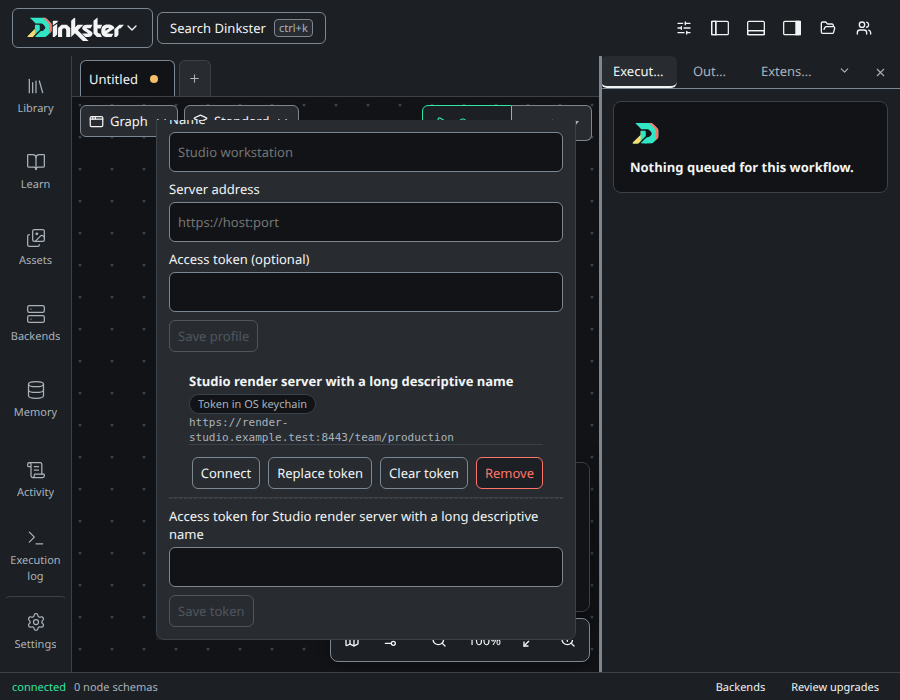 Dinkster
Search Dinkster ctrl+k
Untitled
+
Execut...
Out...
Extens...
Library
Learn
Assets
Backends
Memory
Activity
Execution
log
Settings
Graph
Standard
Nothing queued for this workflow.
Studio workstation
Server address
https://host:port
Access token (optional)
Save profile
Studio render server with a long descriptive name
Token in OS keychain
https://render-
studio.example.test:8443/team/production
Connect
Replace token
Clear token
Remove
Access token for Studio render server with a long descriptive
name
Save token
100%
connected 0 node schemas
Backends
Review upgrades